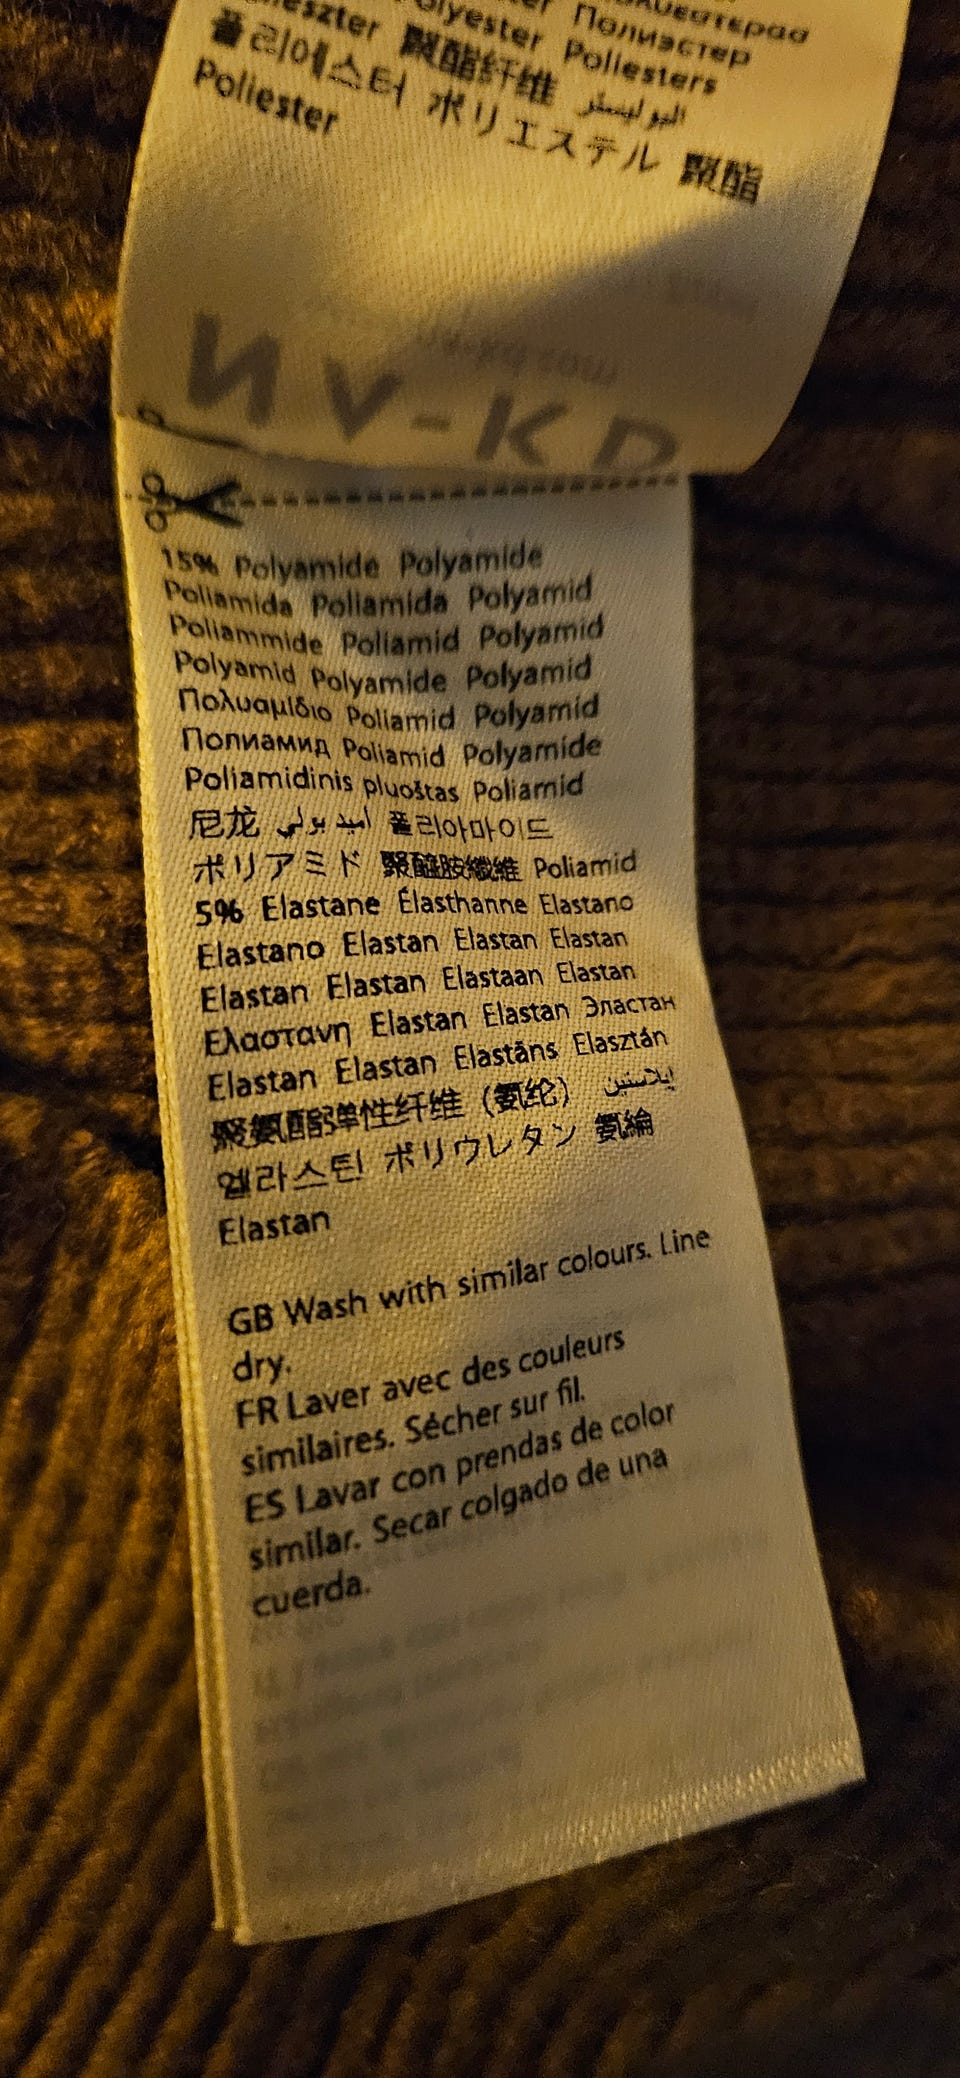 Polyester Полиэстер
聚酯纤维 Poliesters
폴리에스터 ポリエステル البوليستر 聚酯
Poliester
NV-KD
15% Polyamide Polyamide
Poliamida Poliamida Polyamid
Poliammide Poliamid Polyamid
Polyamid Polyamide Polyamid
Πολυαμίδιο Poliamid Polyamid
Полиамид Poliamid Polyamide
Poliamidinis pluoštas Poliamid
尼龙 폴리아마이드
ポリアミド 聚醯胺纖維 Poliamid
5% Elastane Élasthanne Elastano
Elastano Elastan Elastan Elastan
Elastan Elastan Elastaan Elastan
Ελαστανη Elastan Elastan Эластан
Elastan Elastan Elastāns Elasztán
聚氨酯弹性纤维 (氨纶) إيلاستين
엘라스틴 ポリウレタン 氨綸
Elastan
GB Wash with similar colours. Line
dry.
FR Laver avec des couleurs
similaires. Sécher sur fil.
ES Lavar con prendas de color
similar. Secar colgado de una
cuerda.